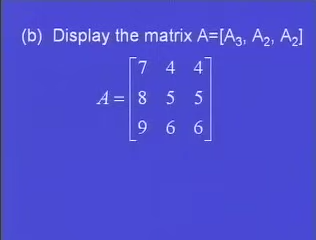 (b) Display the matrix A=[A₃, A₂, A₂]
7 4 4
A = 8 5 5
9 6 6